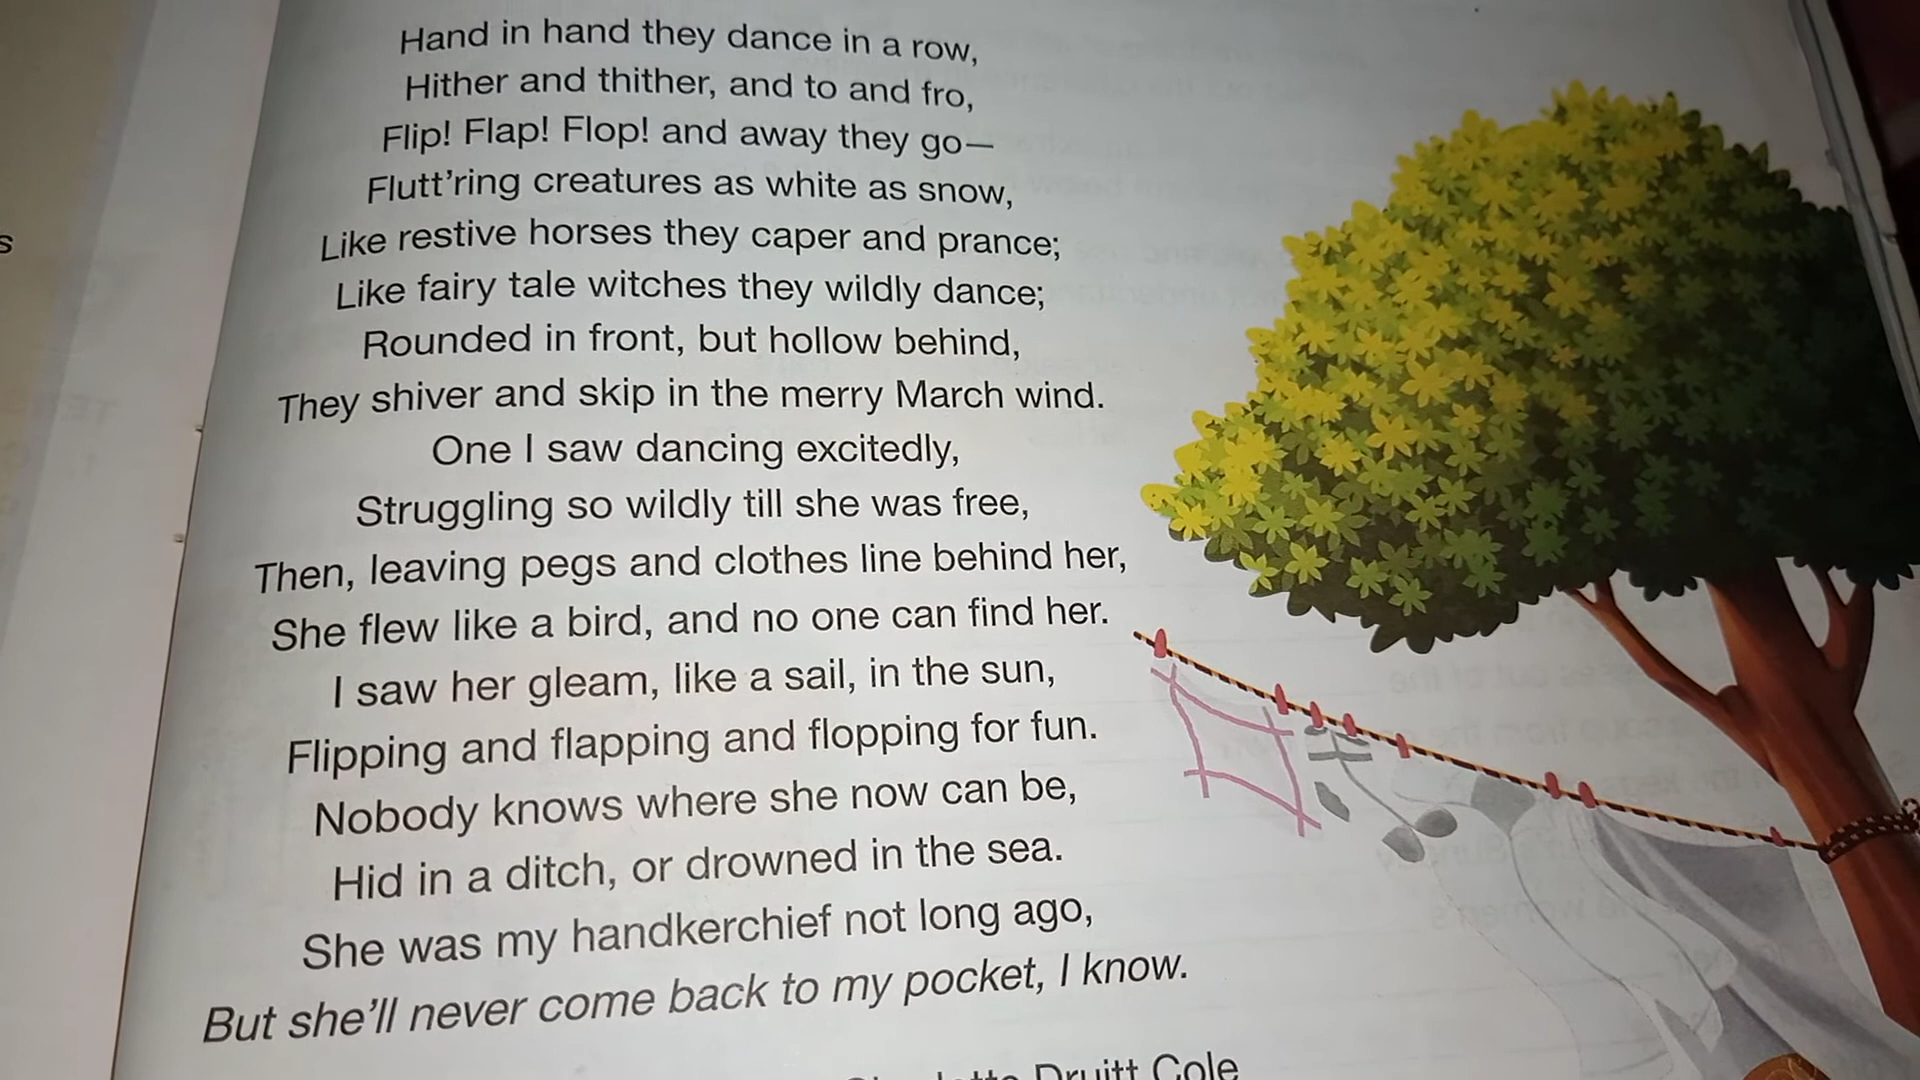 Hand in hand they dance in a row,
Hither and thither, and to and fro,
Flip! Flap! Flop! and away they go—
Flutt'ring creatures as white as snow,
Like restive horses they caper and prance;
Like fairy tale witches they wildly dance;
Rounded in front, but hollow behind,
They shiver and skip in the merry March wind.
One I saw dancing excitedly,
Struggling so wildly till she was free,
Then, leaving pegs and clothes line behind her,
She flew like a bird, and no one can find her.
I saw her gleam, like a sail, in the sun,
Flipping and flapping and flopping for fun.
Nobody knows where she now can be,
Hid in a ditch, or drowned in the sea.
She was my handkerchief not long ago,
But she'll never come back to my pocket, I know.
Druitt Cole